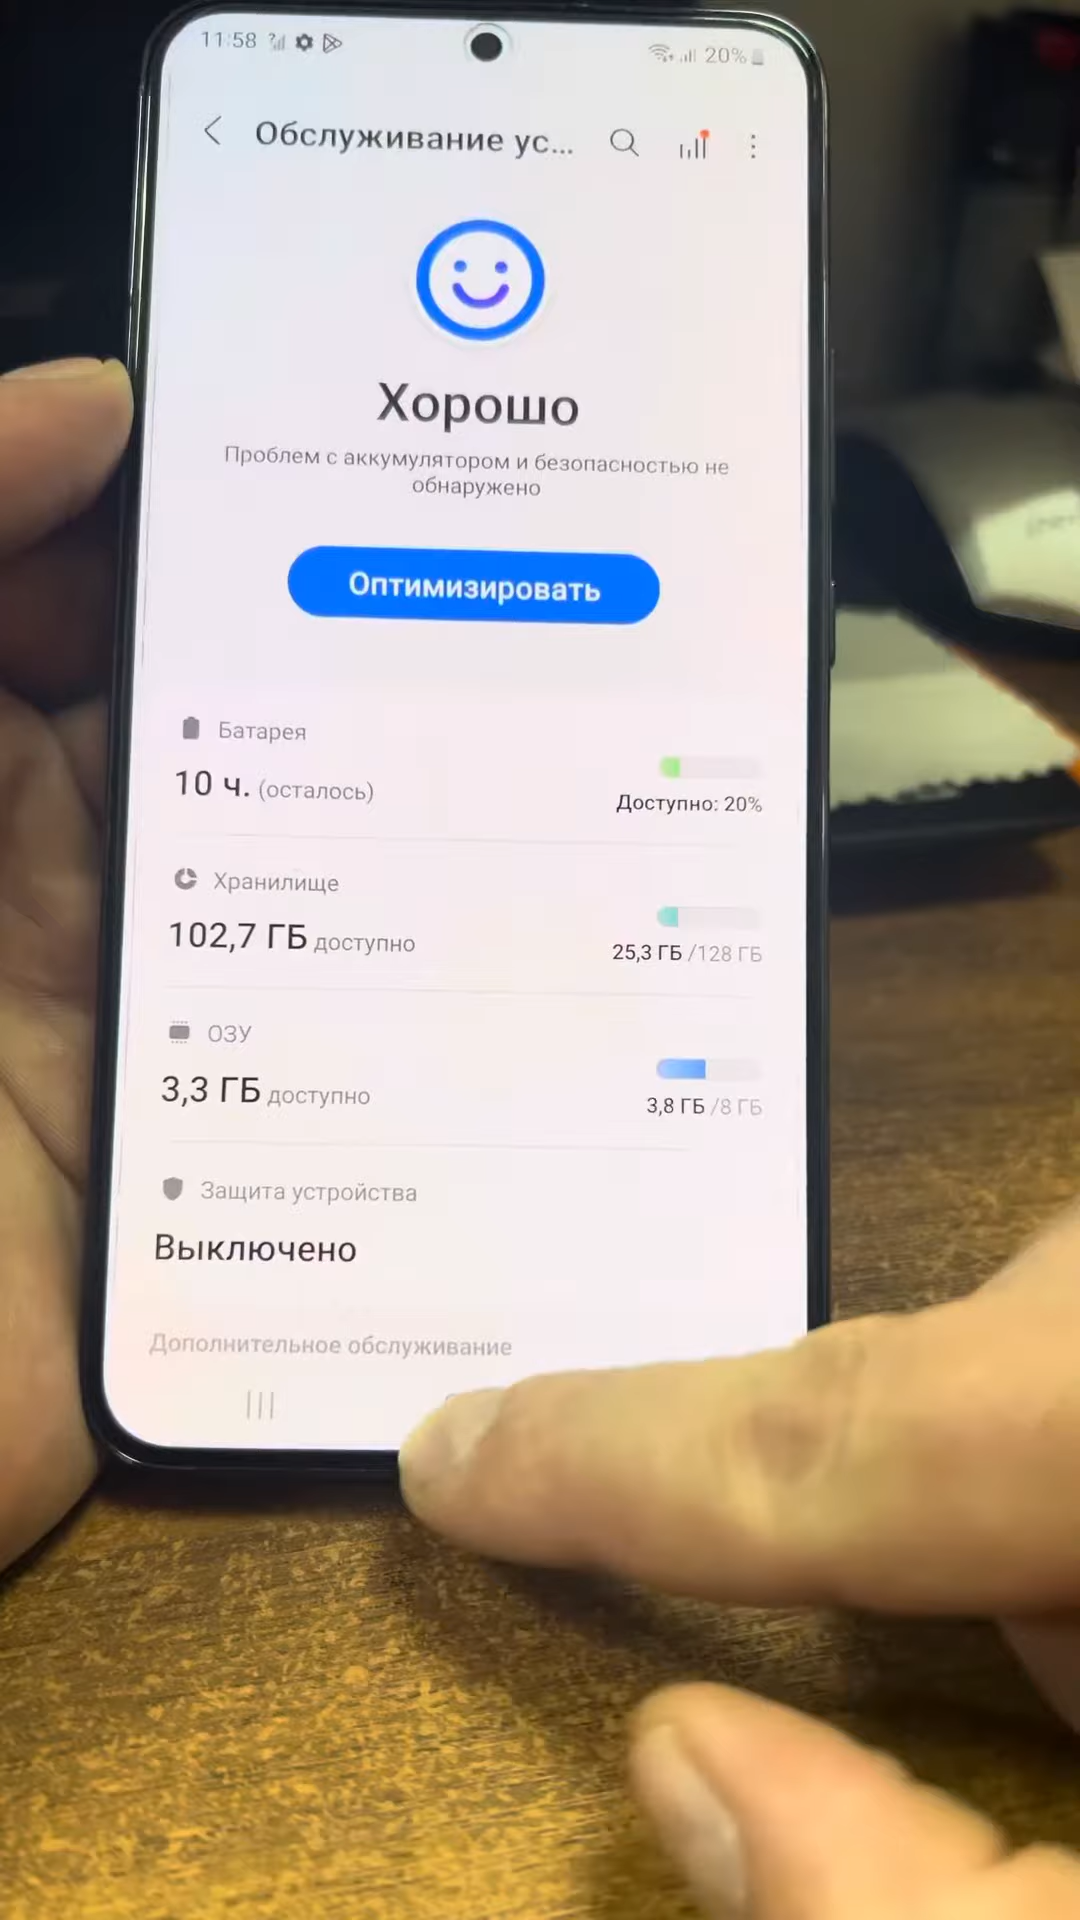 11:58
20%
Обслуживание ус...
Хорошо
Проблем с аккумулятором и безопасностью не
обнаружено
Оптимизировать
Батарея
10 ч. (осталось)
Доступно: 20%
Хранилище
102,7 ГБ доступно
25,3 ГБ /128 ГБ
ОЗУ
3,3 ГБ доступно
3,8 ГБ /8 ГБ
Защита устройства
Выключено
Дополнительное обслуживание